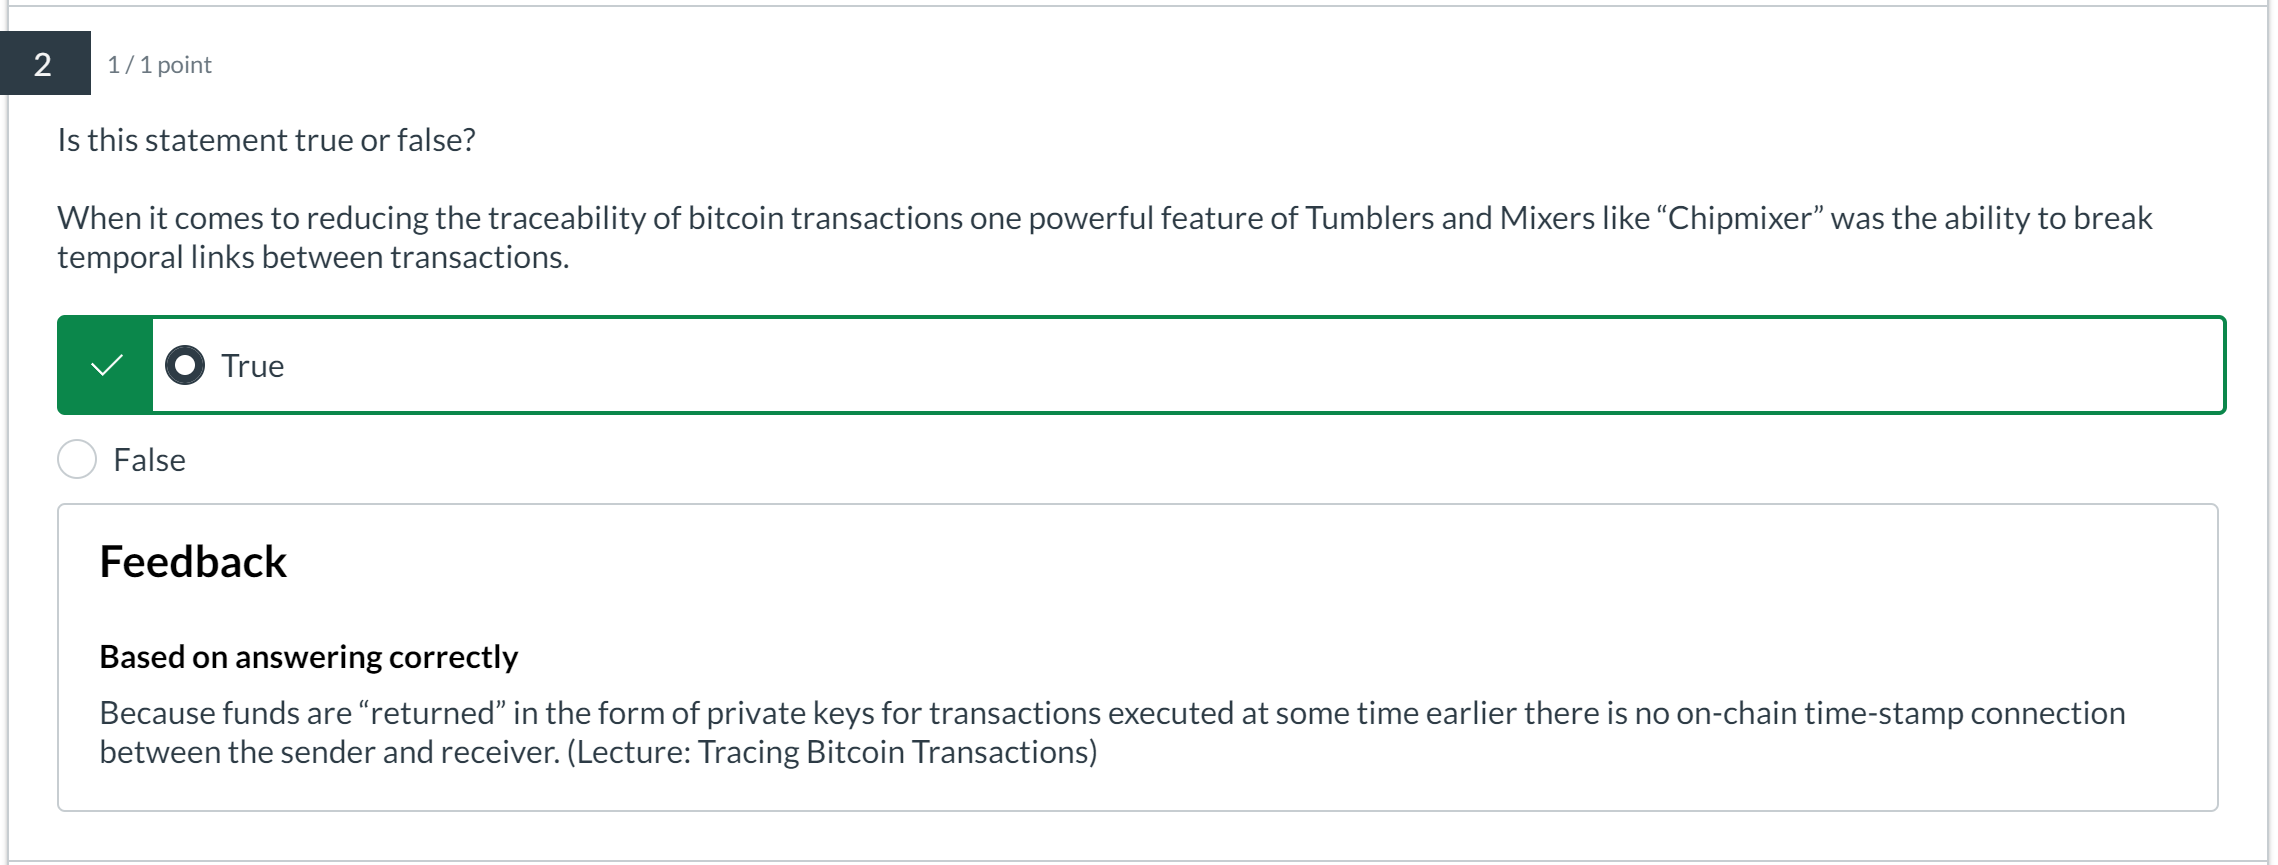 2
1 / 1 point
Is this statement true or false?
When it comes to reducing the traceability of bitcoin transactions one powerful feature of Tumblers and Mixers like “Chipmixer” was the ability to break
temporal links between transactions.
True
False
Feedback
Based on answering correctly
Because funds are “returned” in the form of private keys for transactions executed at some time earlier there is no on-chain time-stamp connection
between the sender and receiver. (Lecture: Tracing Bitcoin Transactions)